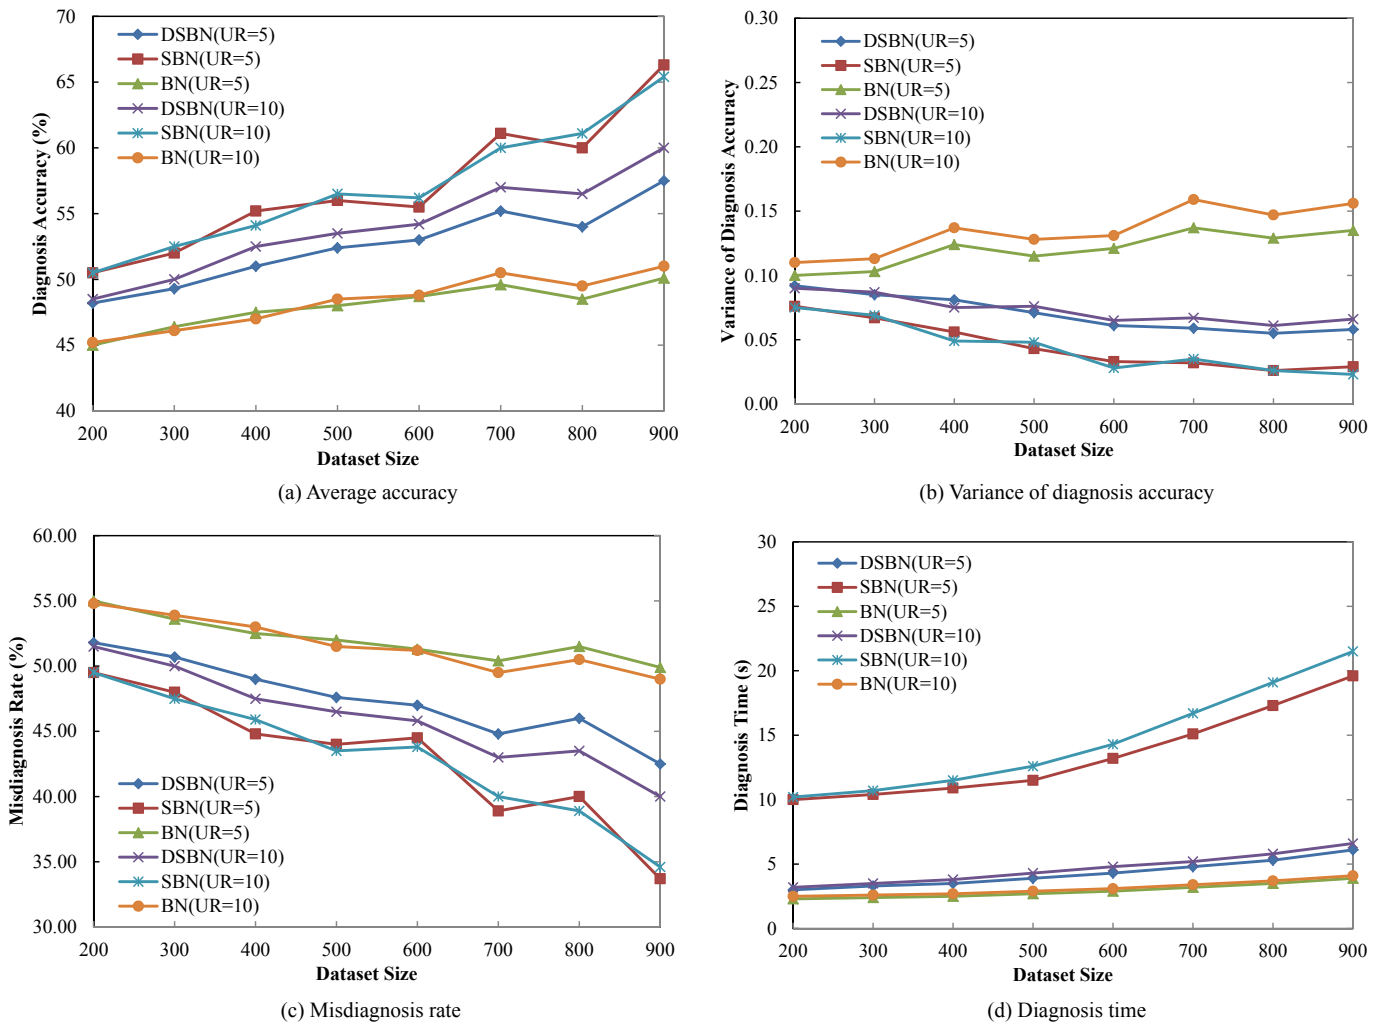 70
65
60
55
50
45
40
Diagnosis Accuracy (%)
DSBN(UR=5)
SBN(UR=5)
BN(UR=5)
DSBN(UR=10)
SBN(UR=10)
BN(UR=10)
200 300 400 500 600 700 800 900
Dataset Size
(a) Average accuracy
0.30
0.25
0.20
0.15
0.10
0.05
0.00
Variance of Diagnosis Accuracy
DSBN(UR=5)
SBN(UR=5)
BN(UR=5)
DSBN(UR=10)
SBN(UR=10)
BN(UR=10)
200 300 400 500 600 700 800 900
Dataset Size
(b) Variance of diagnosis accuracy
60.00
55.00
50.00
45.00
40.00
35.00
30.00
Misdiagnosis Rate (%)
DSBN(UR=5)
SBN(UR=5)
BN(UR=5)
DSBN(UR=10)
SBN(UR=10)
BN(UR=10)
200 300 400 500 600 700 800 900
Dataset Size
(c) Misdiagnosis rate
30
25
20
15
10
5
0
Diagnosis Time (s)
DSBN(UR=5)
SBN(UR=5)
BN(UR=5)
DSBN(UR=10)
SBN(UR=10)
BN(UR=10)
200 300 400 500 600 700 800 900
Dataset Size
(d) Diagnosis time